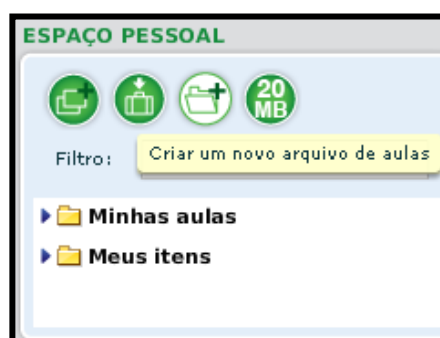 ESPAÇO PESSOAL
20
MB
Filtro:
Criar um novo arquivo de aulas
Minhas aulas
Meus itens